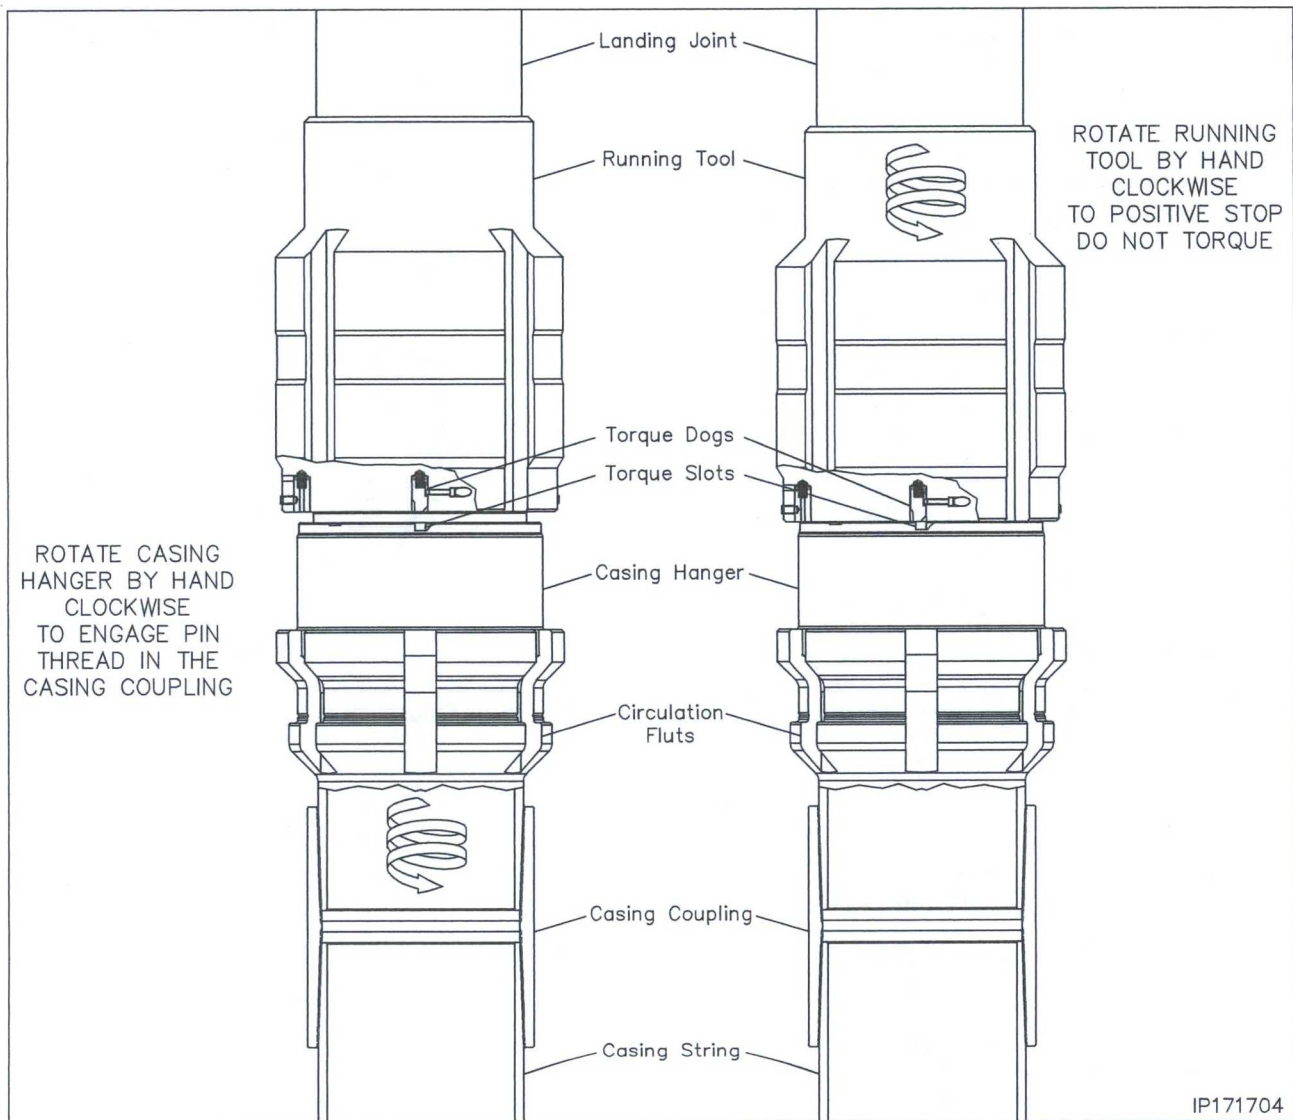 Landing Joint
ROTATE RUNNING
TOOL BY HAND
CLOCKWISE
TO POSITIVE STOP
DO NOT TORQUE
Running Tool
Torque Dogs
Torque Slots
ROTATE CASING
HANGER BY HAND
CLOCKWISE
TO ENGAGE PIN
THREAD IN THE
CASING COUPLING
Casing Hanger
Circulation
Fluts
Casing Coupling
Casing String
IP171704